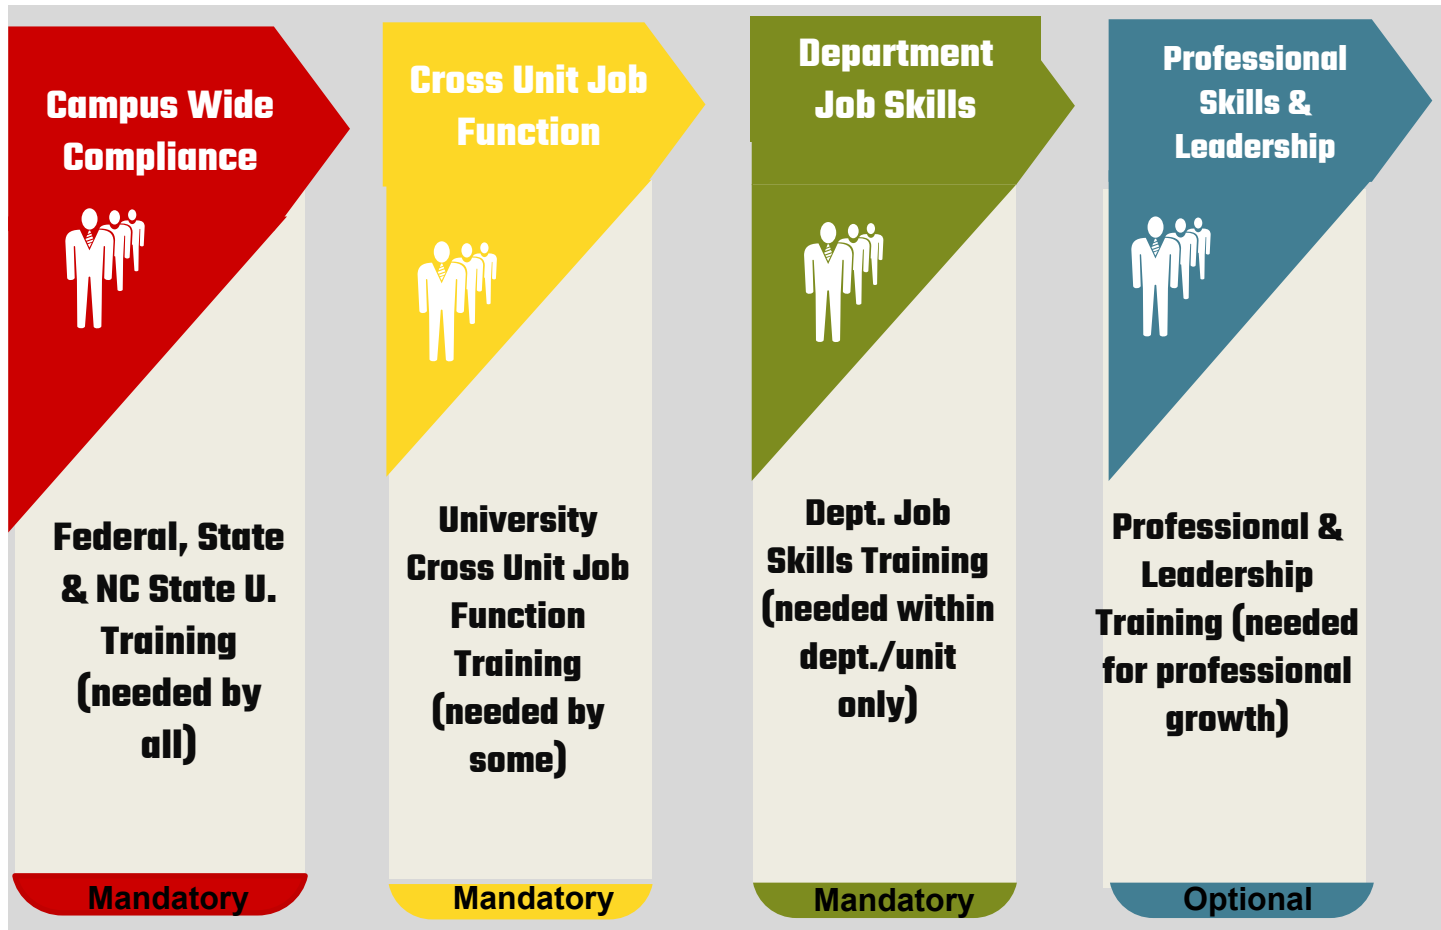 Campus Wide
Compliance
Federal, State
& NC State U.
Training
(needed by
all)
Mandatory
Cross Unit Job
Function
University
Cross Unit Job
Function
Training
(needed by
some)
Mandatory
Department
Job Skills
Dept. Job
Skills Training
(needed within
dept./unit
only)
Mandatory
Professional
Skills &
Leadership
Professional &
Leadership
Training (needed
for professional
growth)
Optional